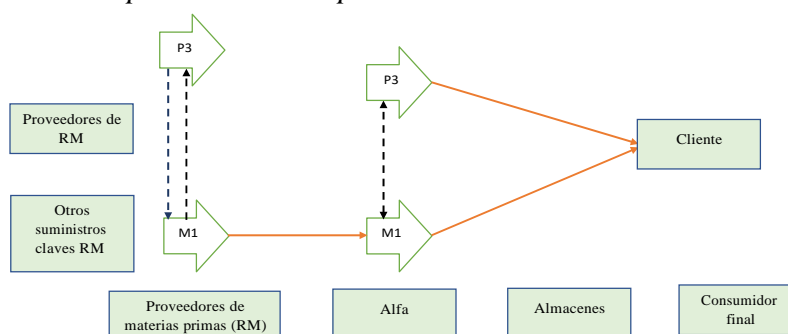 P3
P3
Proveedores de
RM
Cliente
Otros
suministros
claves RM
M1
M1
Proveedores de
materias primas (RM)
Alfa
Almacenes
Consumidor
final